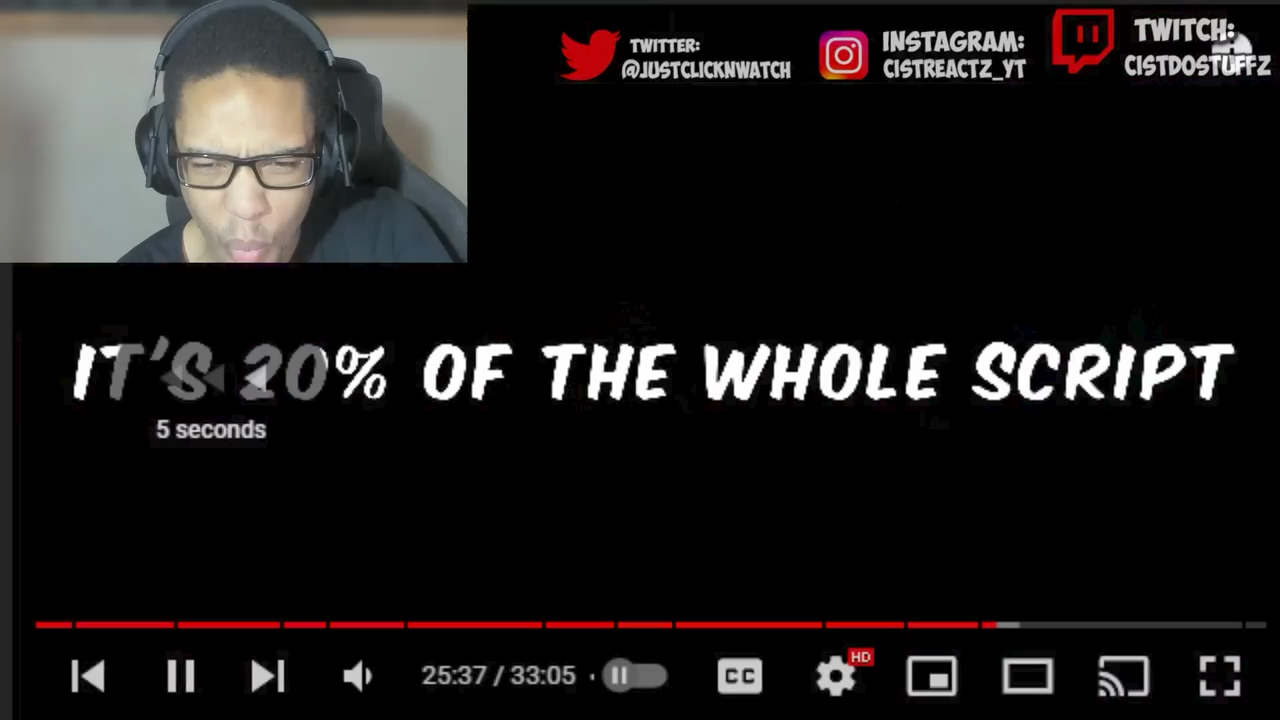 TWITTER:
@JUSTCLICKNWATCH
INSTAGRAM:
CISTREACTZ_YT
TWITCH:
CISTDOSTUFFZ
IT'S 20% OF THE WHOLE SCRIPT
5 seconds
25:37 / 33:05
CC
HD